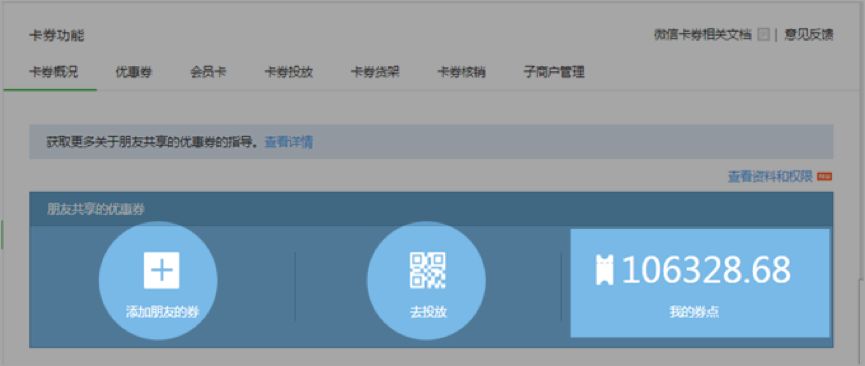 卡券功能
微信卡券相关文档 | 意见反馈
卡券概况 优惠券 会员卡 卡券投放 卡券货架 卡券核销 子商户管理
获取更多关于朋友共享的优惠券的指导。查看详情
查看资料和权限
朋友共享的优惠券
106328.68
添加朋友的券 去投放 我的券点